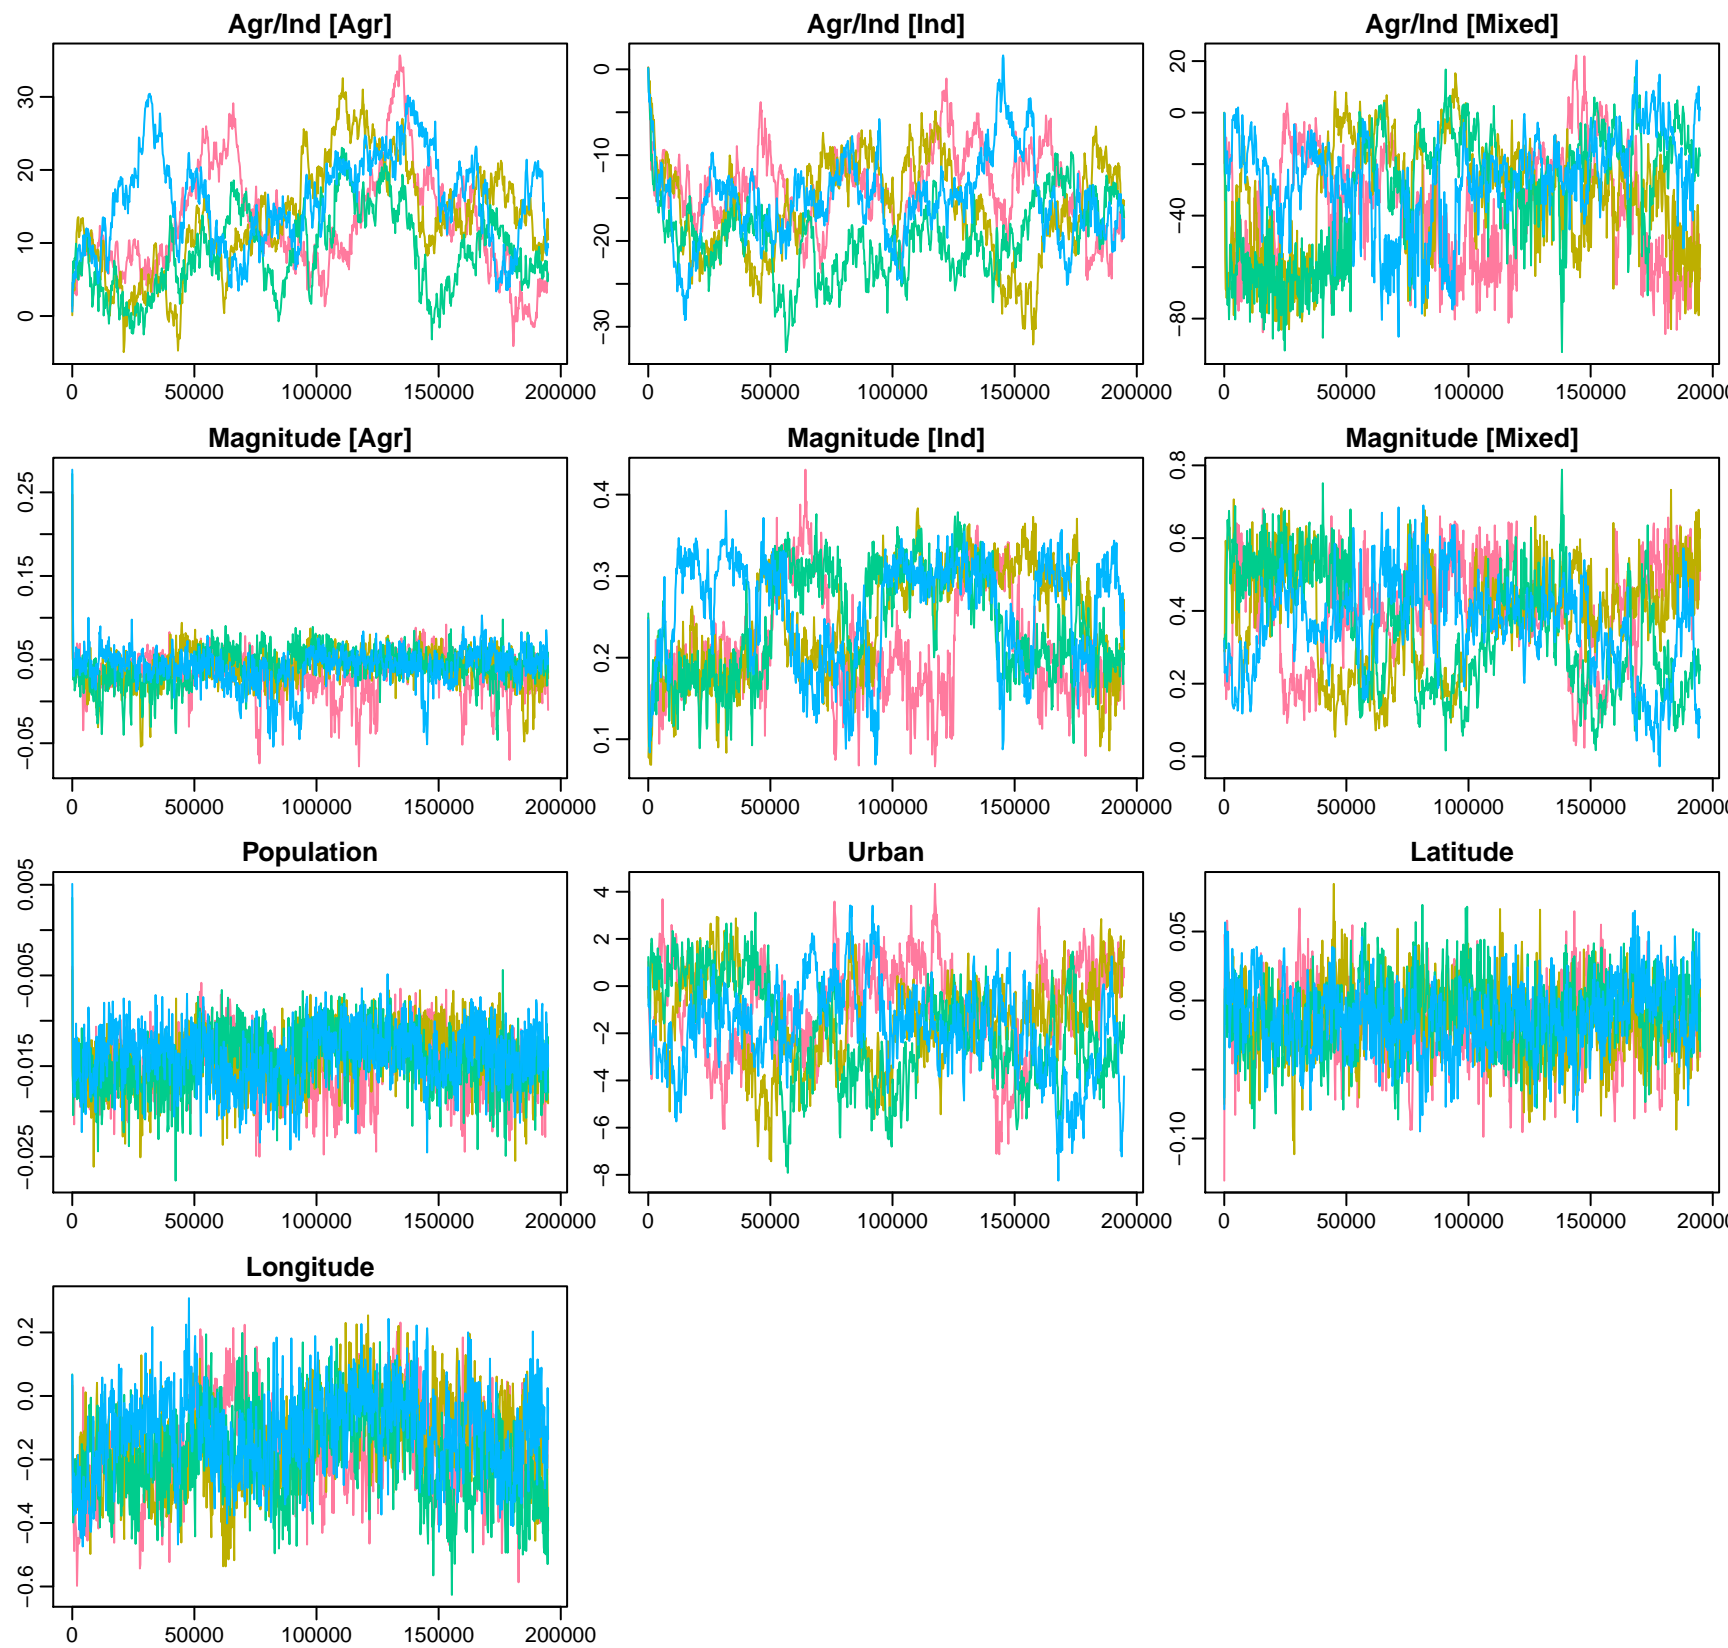 Agr/Ind [Agr] Agr/Ind [Ind] Agr/Ind [Mixed]
0 10 20 30
−30 −20 −10 0
−80 −40 0 20
0 50000 100000 150000 200000 0 50000 100000 150000 200000 0 50000 100000 150000
Magnitude [Agr] Magnitude [Ind] Magnitude [Mixed]
−0.05 0.05 0.15 0.25
0.1 0.2 0.3 0.4
0.0 0.2 0.4 0.6 0.8
0 50000 100000 150000 200000 0 50000 100000 150000 200000 0 50000 100000 150000
Population Urban Latitude
−0.025 −0.015 −0.005 0.005
−8 −6 −4 −2 0 2 4
−0.10 0.00 0.05
0 50000 100000 150000 200000 0 50000 100000 150000 200000 0 50000 100000 150000
Longitude
−0.6 −0.4 −0.2 0.0 0.2
0 50000 100000 150000 200000